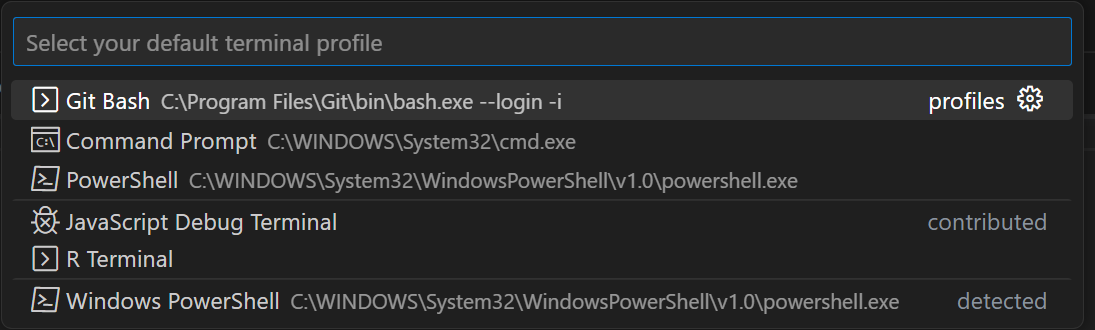 Select your default terminal profile
Git Bash C:\Program Files\Git\bin\bash.exe --login -i profiles
C:\ Command Prompt C:\WINDOWS\System32\cmd.exe
PowerShell C:\WINDOWS\System32\WindowsPowerShell\v1.0\powershell.exe
JavaScript Debug Terminal contributed
R Terminal
Windows PowerShell C:\WINDOWS\System32\WindowsPowerShell\v1.0\powershell.exe detected